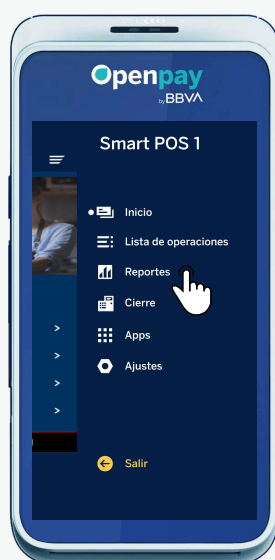 Openpay
by BBVA
Smart POS 1
Inicio
Lista de operaciones
Reportes
Cierre
Apps
Ajustes
Salir